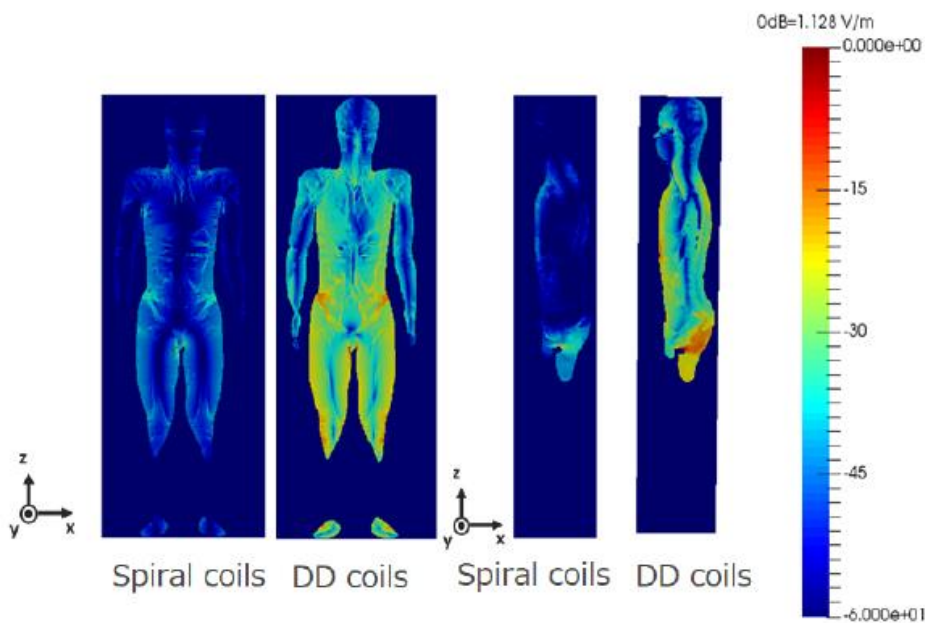 0dB=1.128 V/m
0.000e+00
-15
-30
-45
-6.000e+01
z
y x
z
y x
Spiral coils DD coils Spiral coils DD coils